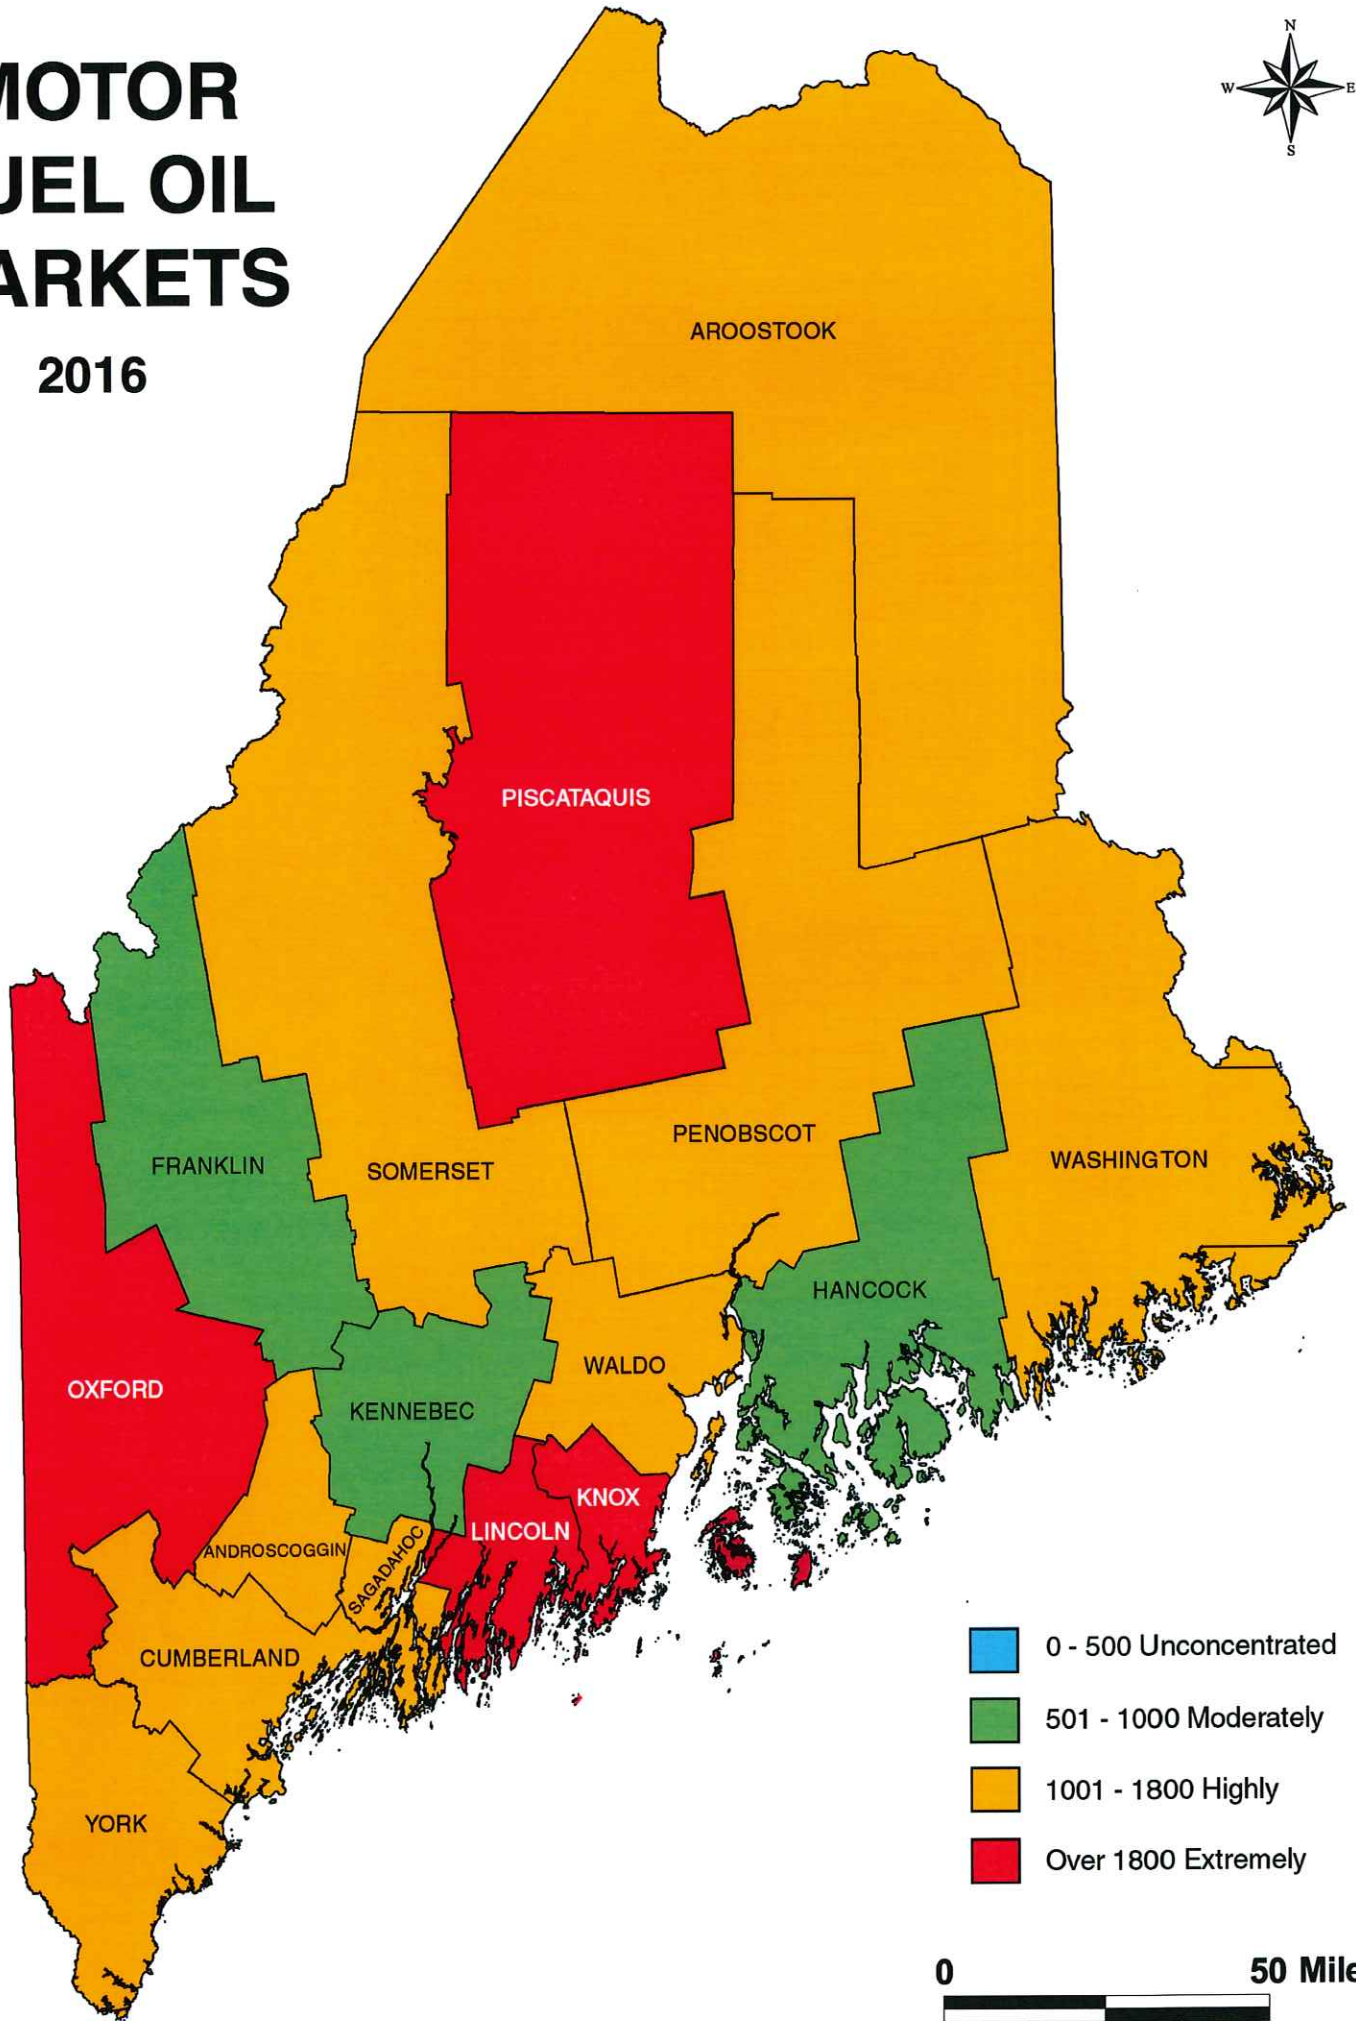 MOTOR
UEL OIL
ARKETS
2016
N
W E
S
AROOSTOOK
PISCATAQUIS
PENOBSCOT
FRANKLIN
SOMERSET
WASHINGTON
HANCOCK
WALDO
OXFORD
KENNEBEC
KNOX
LINCOLN
ANDROSCOGGIN
SAGADAHOC
CUMBERLAND
YORK
0 - 500 Unconcentrated
501 - 1000 Moderately
1001 - 1800 Highly
Over 1800 Extremely
0 50 Mile